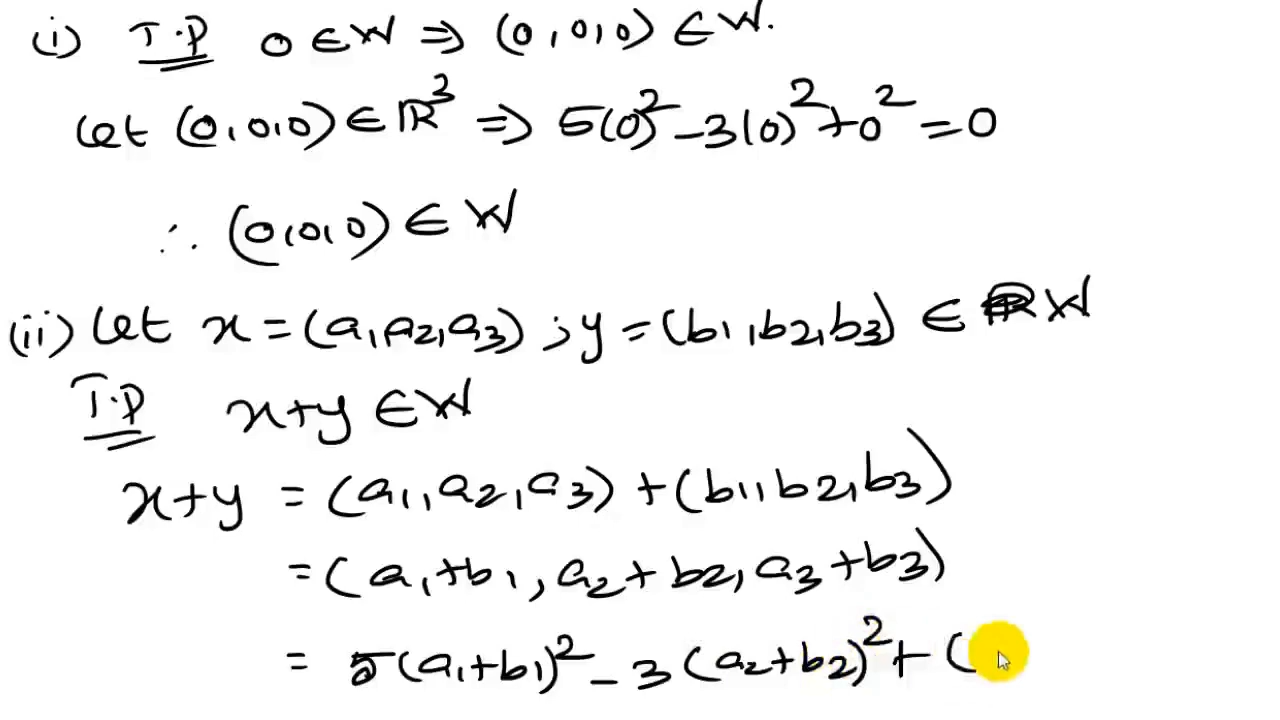 (i) T.P 0 ∈ W ⇒ (0,0,0) ∈ W.
Let (0,0,0) ∈ ℝ³ ⇒ 5(0)² - 3(0)² + 0² = 0
∴ (0,0,0) ∈ W
(ii) Let x = (a1, a2, a3) ; y = (b1, b2, b3) ∈ W
T.P x+y ∈ W
x+y = (a1, a2, a3) + (b1, b2, b3)
= (a1+b1, a2+b2, a3+b3)
= 5(a1+b1)² - 3(a2+b2)² + (